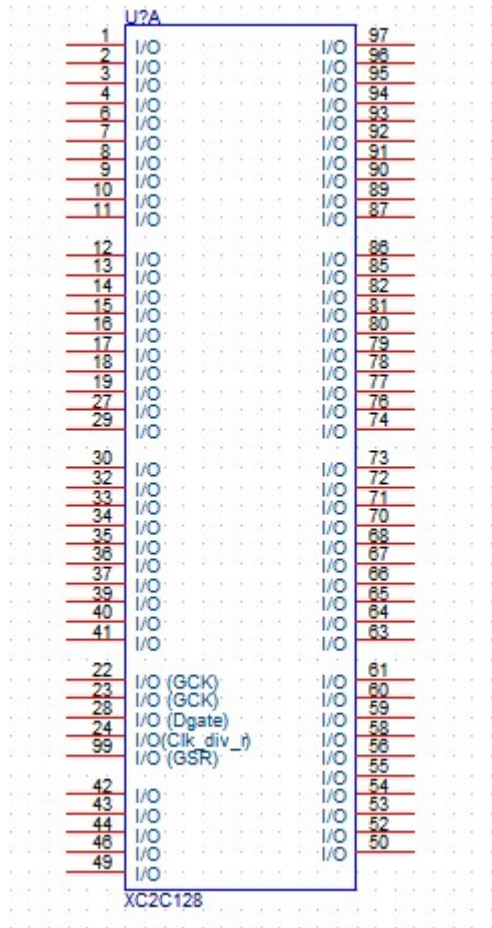 U?A
1 I/O I/O 97
2 I/O I/O 96
3 I/O I/O 95
4 I/O I/O 94
6 I/O I/O 93
7 I/O I/O 92
8 I/O I/O 91
9 I/O I/O 90
10 I/O I/O 89
11 I/O I/O 87
12 I/O I/O 86
13 I/O I/O 85
14 I/O I/O 82
15 I/O I/O 81
16 I/O I/O 80
17 I/O I/O 79
18 I/O I/O 78
19 I/O I/O 77
27 I/O I/O 76
29 I/O I/O 74
30 I/O I/O 73
32 I/O I/O 72
33 I/O I/O 71
34 I/O I/O 70
35 I/O I/O 68
36 I/O I/O 67
37 I/O I/O 66
39 I/O I/O 65
40 I/O I/O 64
41 I/O I/O 63
22 I/O (GCK) I/O 61
23 I/O (GCK) I/O 60
28 I/O (Dgate) I/O 59
24 I/O(Clk_div_r) I/O 58
99 I/O (GSR) I/O 56
I/O 55
42 I/O I/O 54
43 I/O I/O 53
44 I/O I/O 52
46 I/O I/O 50
49 I/O
XC2C128